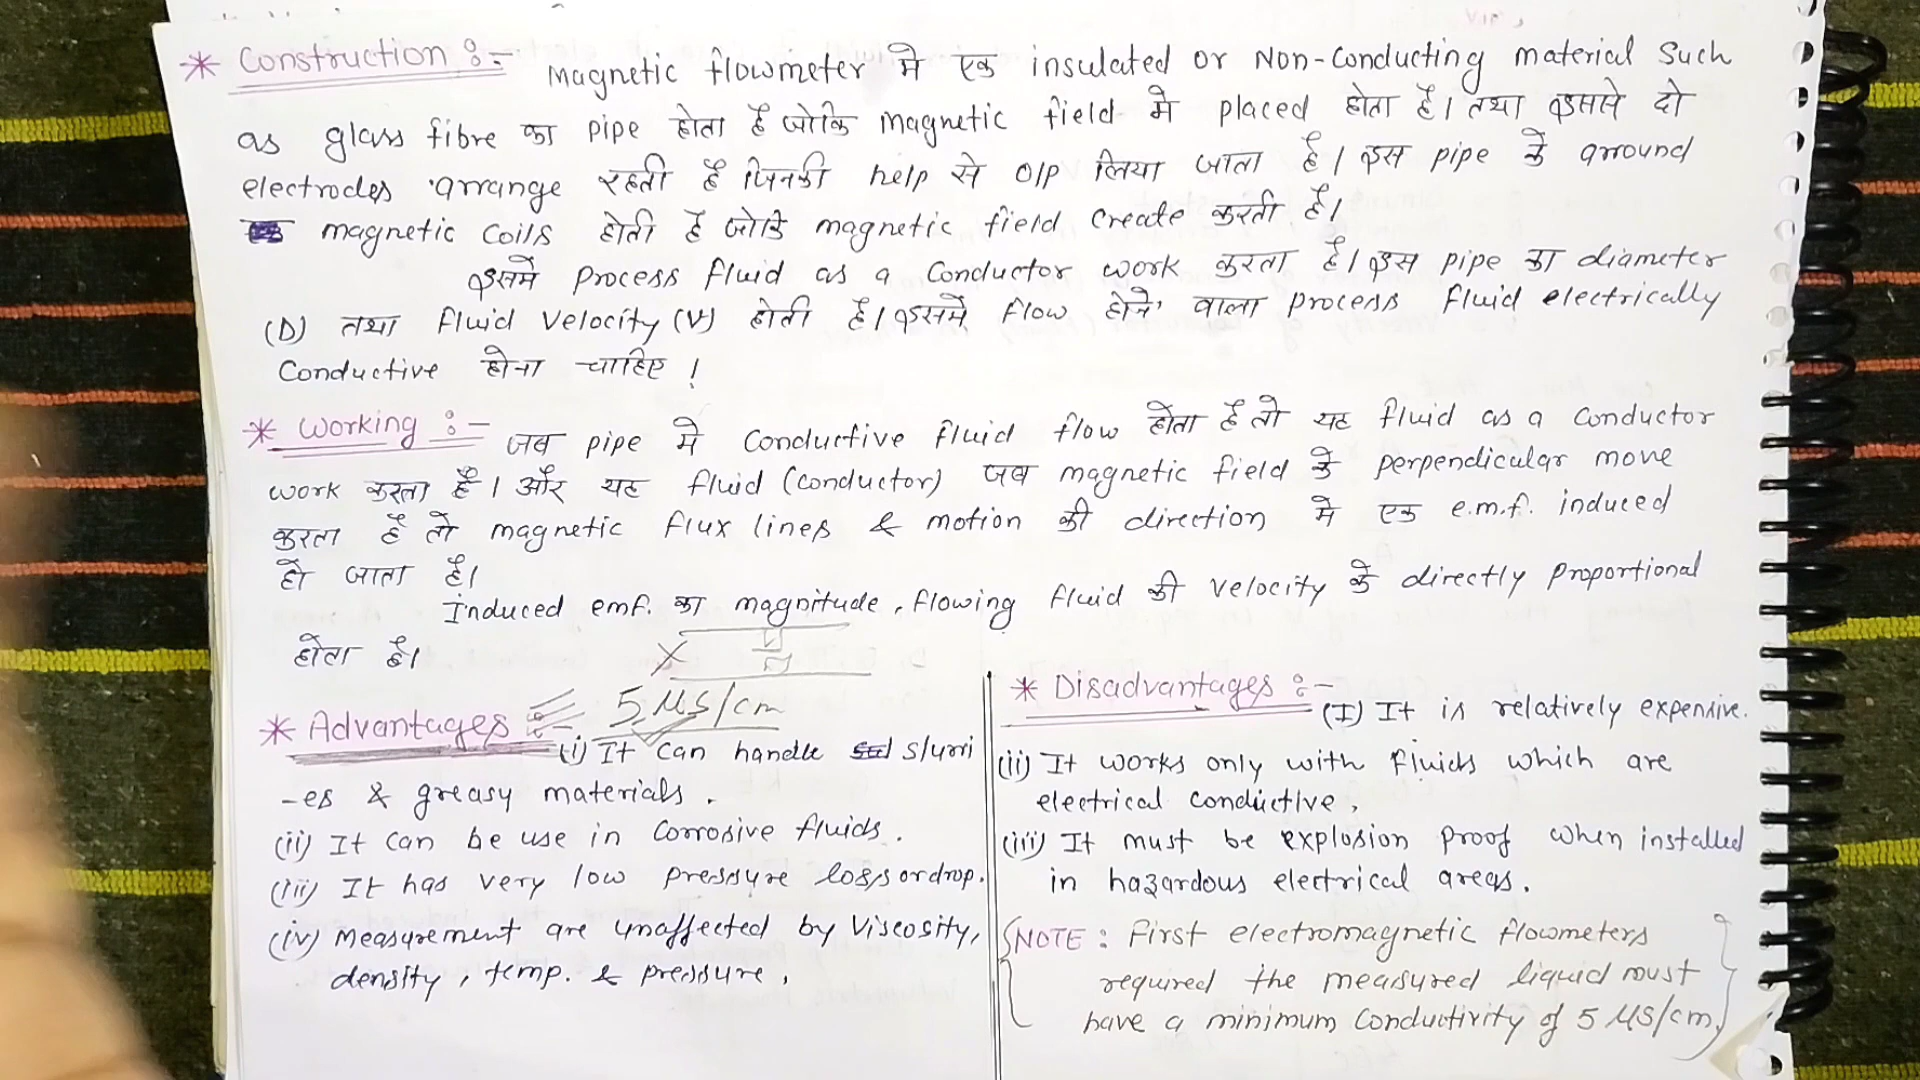 * Construction :- Magnetic flowmeter मे एक insulated or Non-Conducting material Such
as glass fibre का pipe होता है जोकि magnetic field मे placed होता है। तथा इससे दो
electrodes arrange रहती है जिनकी help से O/P लिया जाता है। इस pipe के arround
magnetic coils होती है जोकि magnetic field create करती है।
इसमें process fluid as a conductor work करता है। इस pipe का diameter
(D) तथा fluid velocity (V) होती है। इसमें flow होने वाला process fluid electrically
Conductive होना चाहिए !
* Working :- जब pipe मे conductive fluid flow होता है तो यह fluid as a conductor
work करता है। और यह fluid (conductor) जब magnetic field के perpendicular move
करता है तो magnetic flux lines & motion की direction मे एक e.m.f. induced
हो जाता है।
Induced emf. का magnitude, flowing fluid की velocity के directly proportional
होता है।
5 µs/cm
* Advantages :-
(i) It can handle slurri
-es & greasy materials.
(ii) It can be use in corrosive fluids.
(iii) It has very low pressure loss or drop.
(iv) measurement are unaffected by viscosity,
density, temp. & pressure.
* Disadvantages :-
(I) It is relatively expensive.
(ii) It works only with fluids which are
electrical conductive.
(iii) It must be explosion proof when installed
in hazardous electrical areas.
NOTE : First electromagnetic flowmeters
required the measured liquid must
have a minimum conductivity of 5 µs/cm.